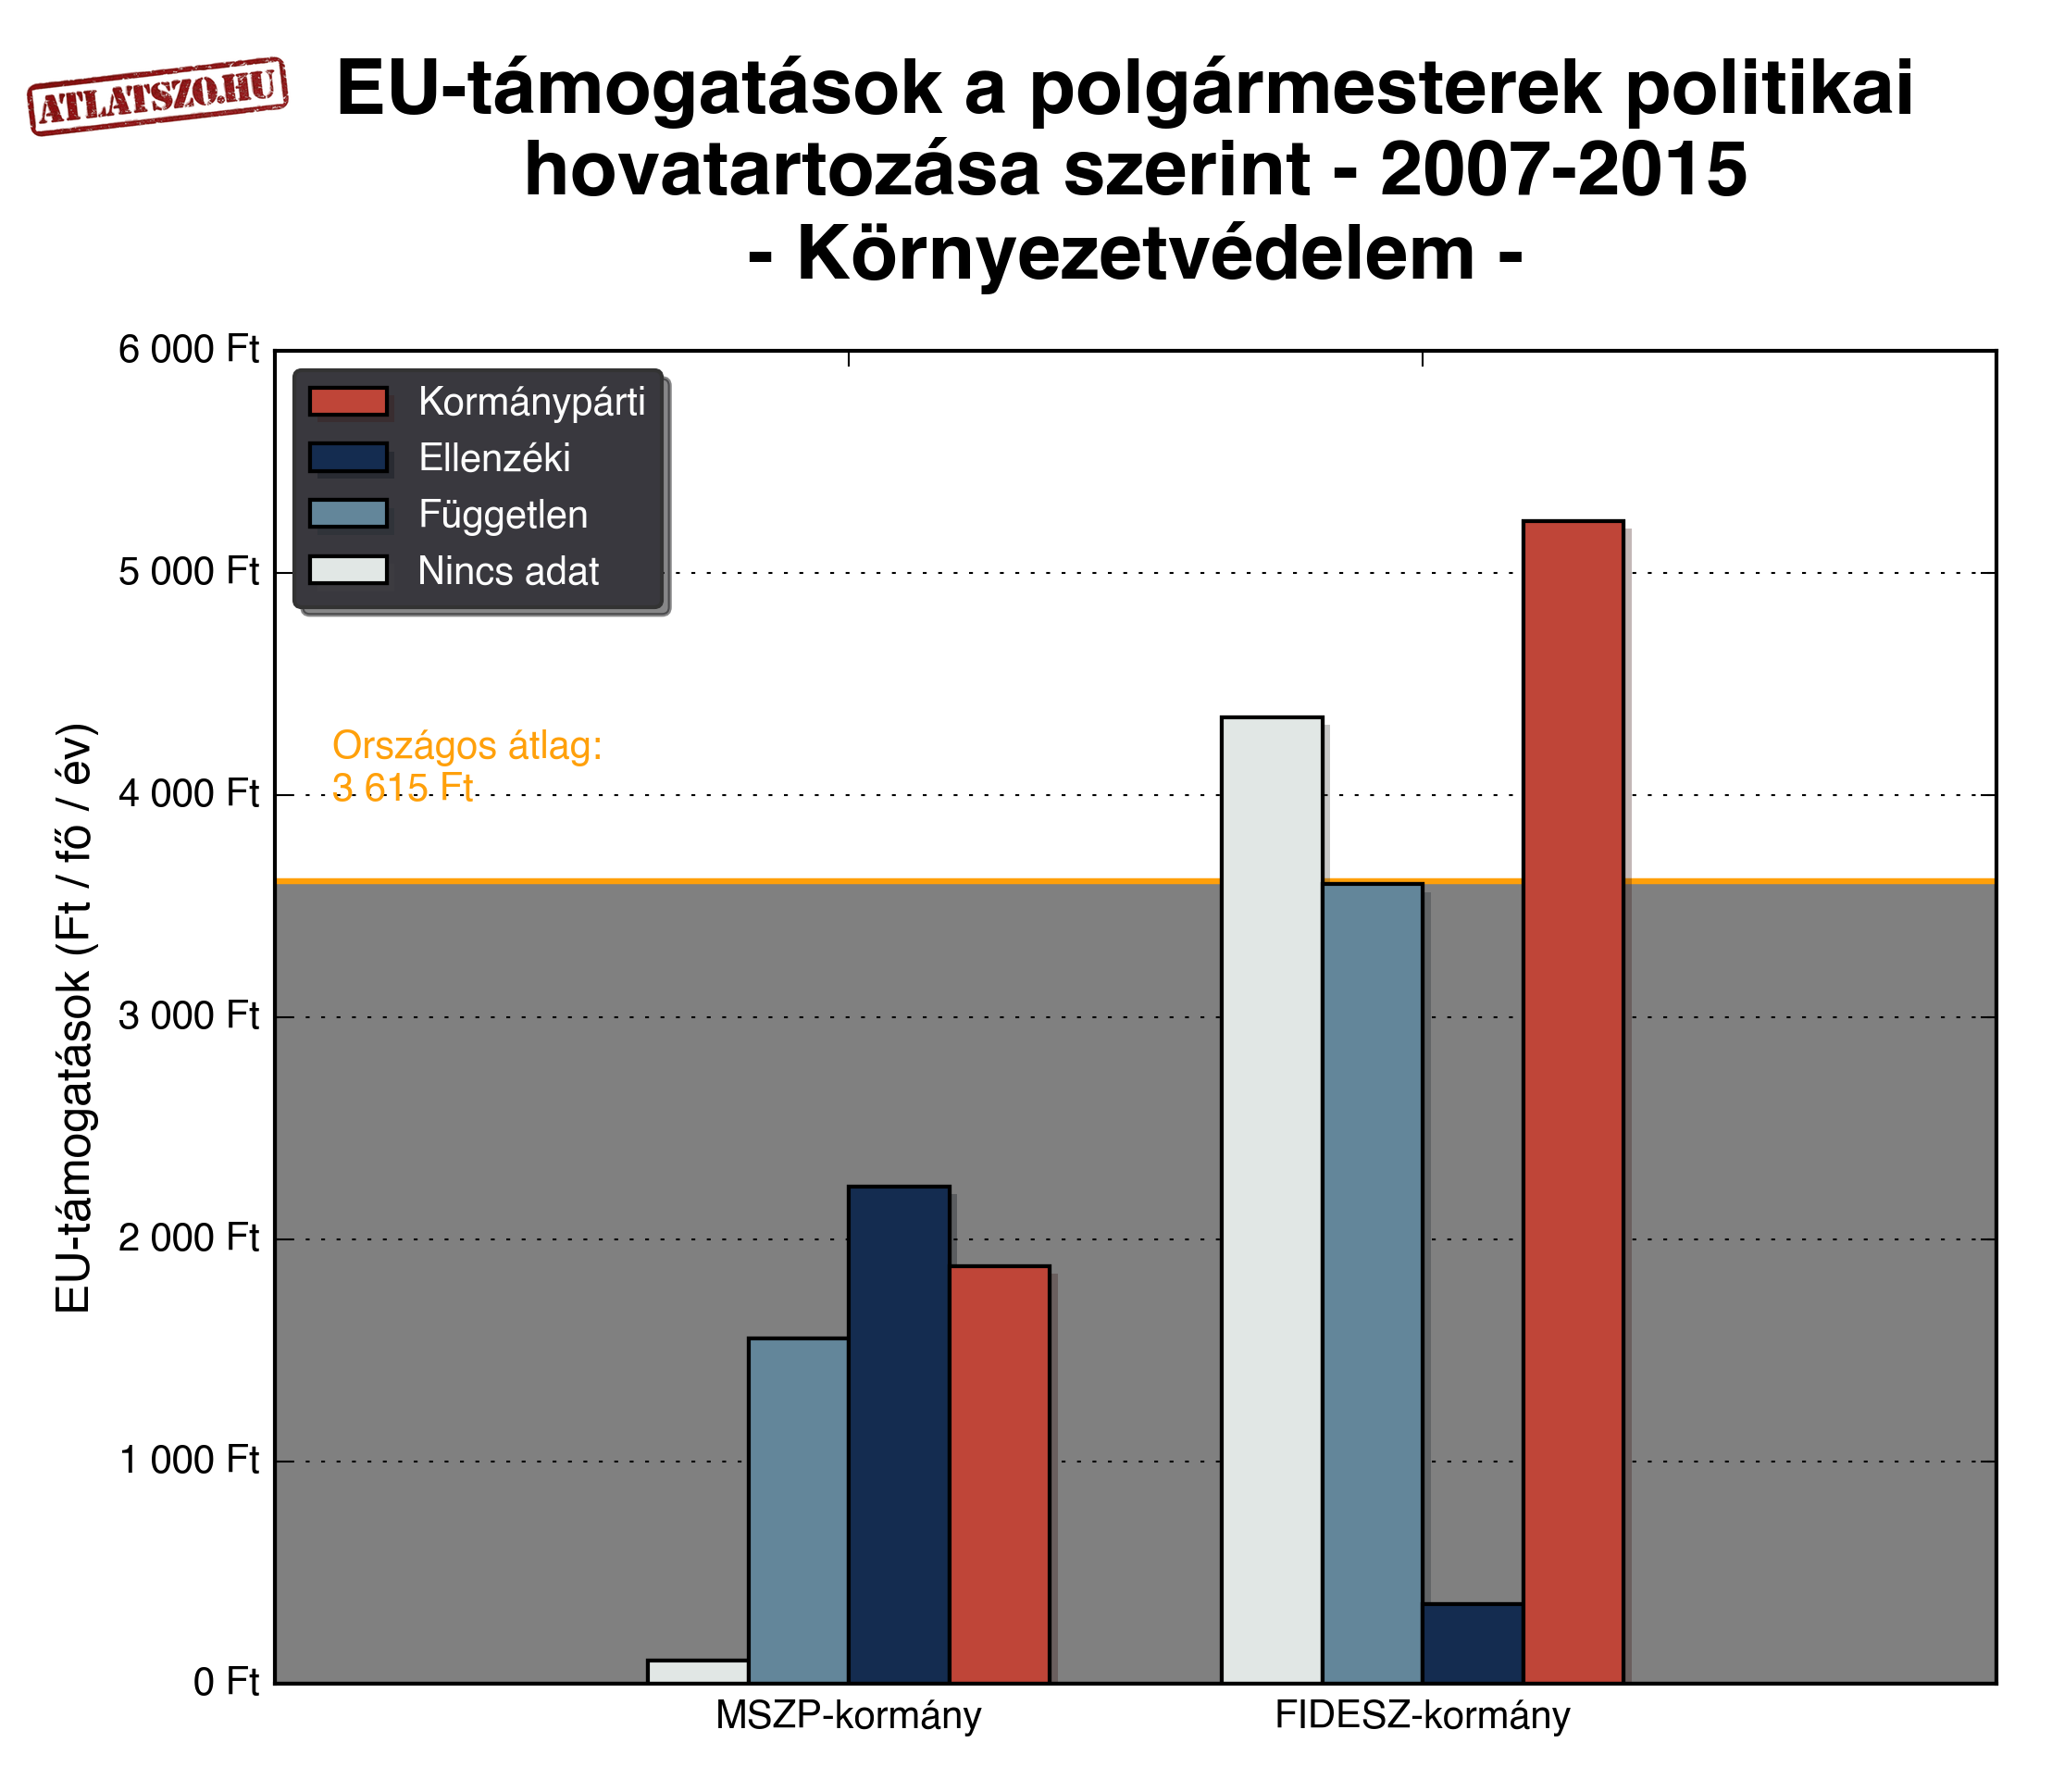 ATLATSZO.HU
EU-támogatások a polgármesterek politikai
hovatartozása szerint - 2007-2015
- Környezetvédelem -
6 000 Ft
5 000 Ft
4 000 Ft
3 000 Ft
2 000 Ft
1 000 Ft
0 Ft
EU-támogatások (Ft / fő / év)
Kormánypárti
Ellenzéki
Független
Nincs adat
Országos átlag:
3 615 Ft
MSZP-kormány
FIDESZ-kormány